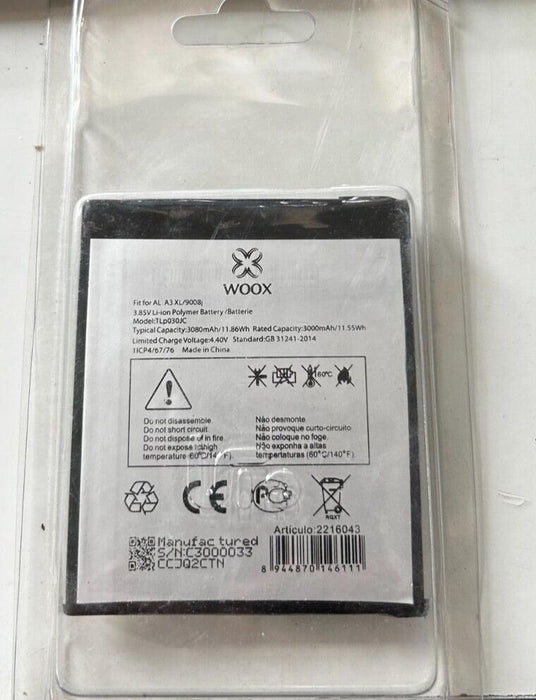 WOOX
Fit for AL A3 XL/9008j
3.85V Li-ion Polymer Battery /Batterie
Model:TLp030JC
Typical Capacity:3080mAh/11.86Wh Rated Capacity:3000mAh/11.55Wh
Limited Charge Voltage:4.40V Standard:GB 31241-2014
1ICP4/67/76 Made in China
60°C
Do not disassemble.
Do not short circuit.
Do not dispose of in fire.
Do not expose to high
temperature (60°C/140°F).
Não desmonte.
Não provoque curto-circuito
Não coloque no foge.
Não exponha a altas
tempertaturas (60°C/140°F).
CE
RQXT
Artículo:2216043
Manufac tured
S/N:C3000033
CCJQ2CTN
8 944870 146111